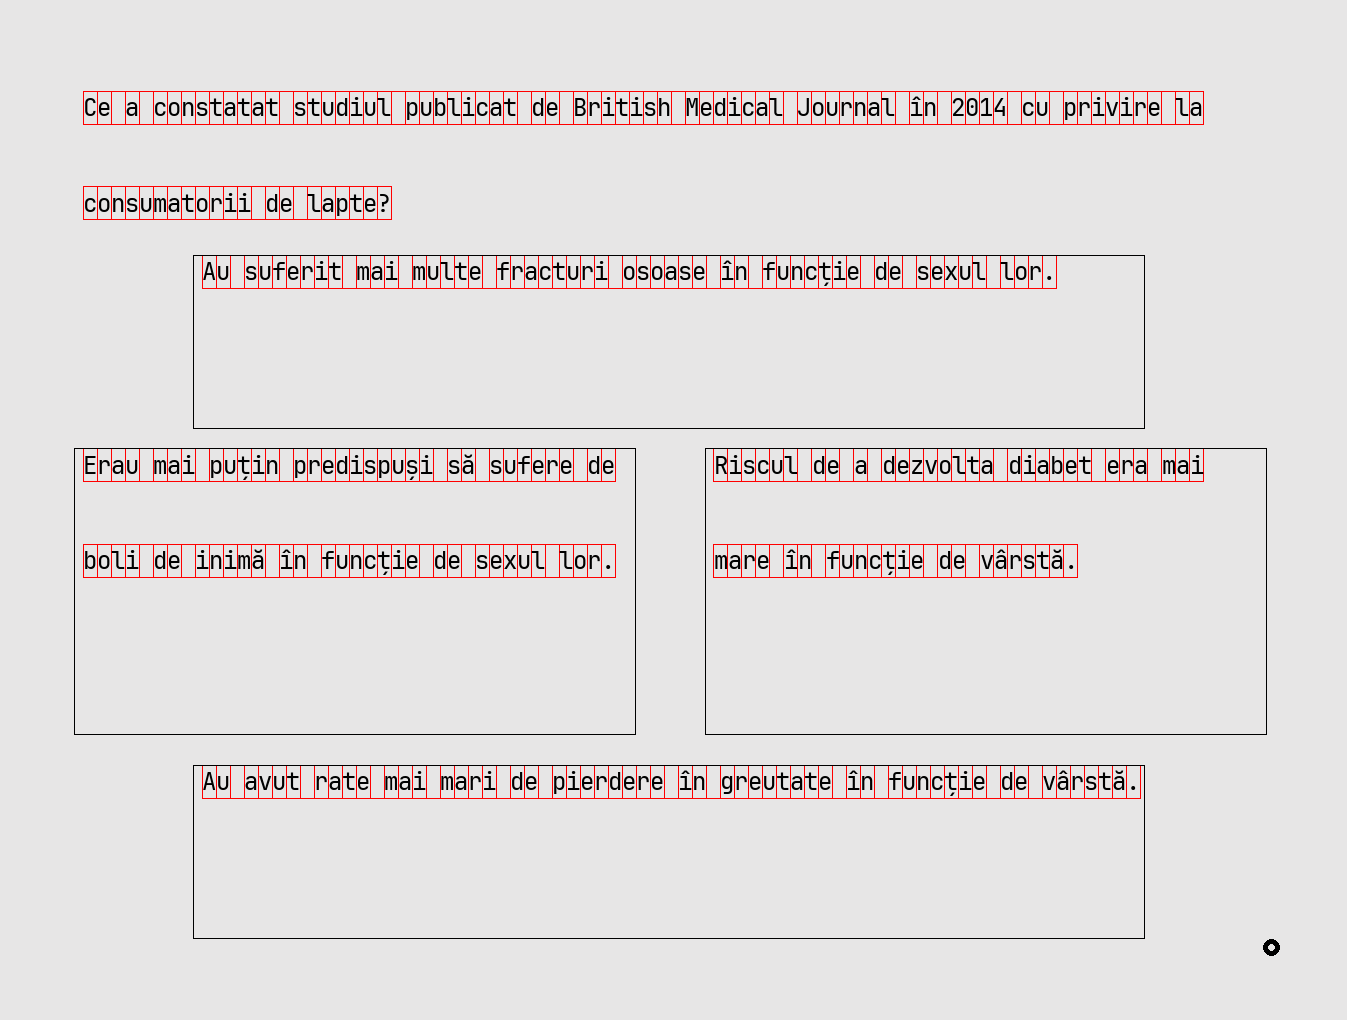 Ce a constatat studiul publicat de British Medical Journal în 2014 cu privire la
consumatorii de lapte?
Au suferit mai multe fracturi osoase în funcție de sexul lor.
Erau mai puțin predispuși să sufere de
boli de inimă în funcție de sexul lor.
Riscul de a dezvolta diabet era mai
mare în funcție de vârstă.
Au avut rate mai mari de pierdere în greutate în funcție de vârstă.